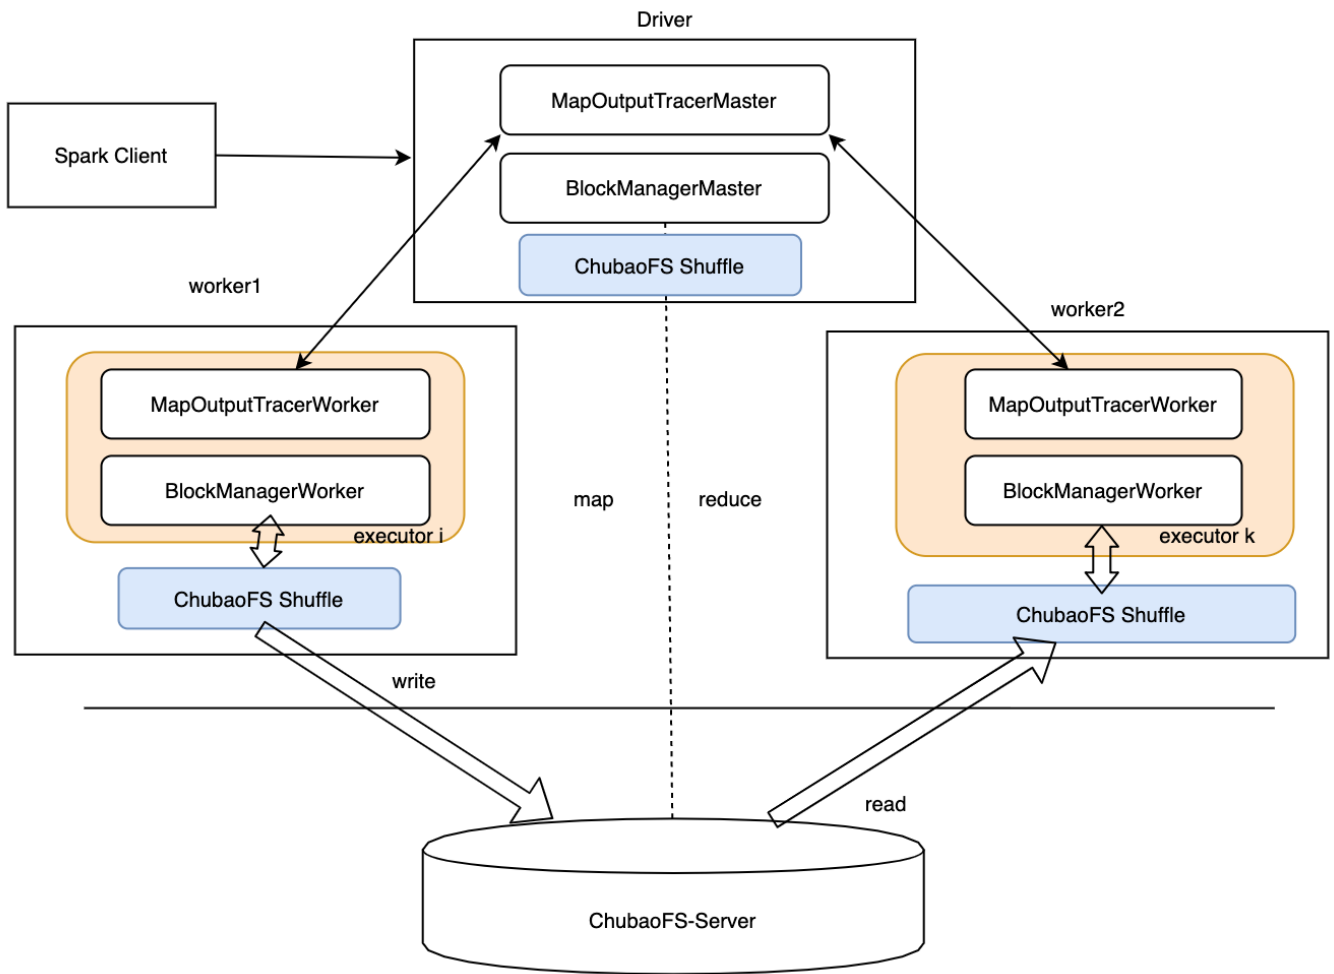 Driver
MapOutputTracerMaster
Spark Client
BlockManagerMaster
ChubaoFS Shuffle
worker1
worker2
MapOutputTracerWorker
MapOutputTracerWorker
BlockManagerWorker
BlockManagerWorker
map
reduce
executor i
executor k
ChubaoFS Shuffle
ChubaoFS Shuffle
write
read
ChubaoFS-Server